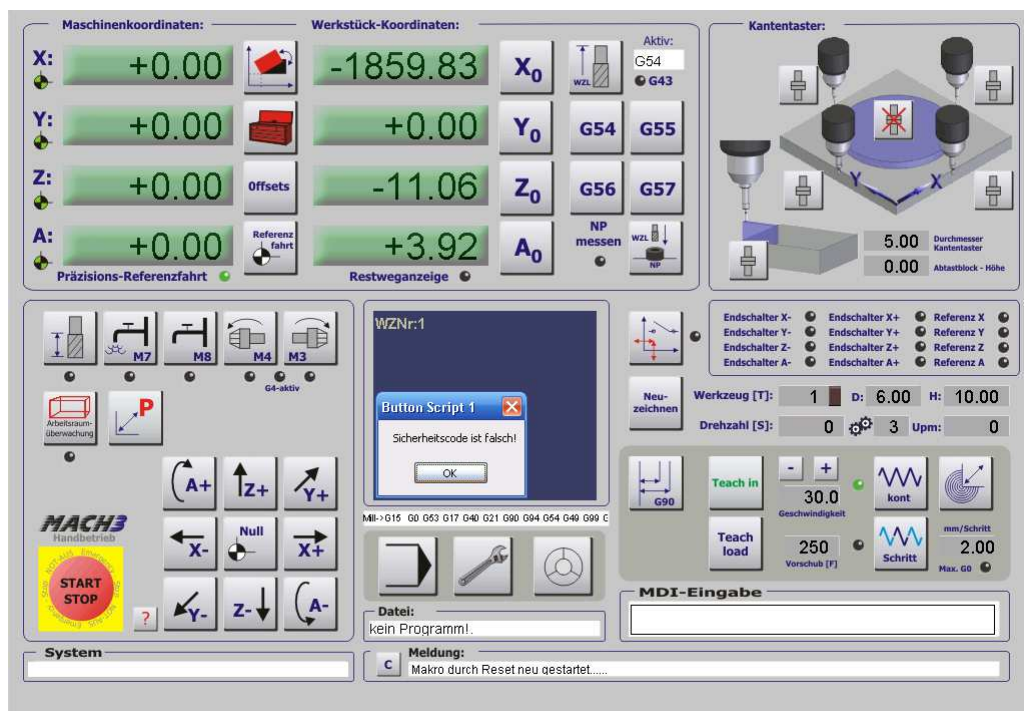 Maschinenkoordinaten:
Werkstück-Koordinaten:
Aktiv:
X:
+0.00
-1859.83
X0
WZL
G54
G43
Y:
+0.00
+0.00
Y0
G54
G55
Z:
+0.00
Offsets
-11.06
Z0
G56
G57
A:
+0.00
Referenz
fahrt
+3.92
A0
NP
messen
WZL
NP
Präzisions-Referenzfahrt
Restweganzeige
Kantentaster:
Y
X
5.00
Durchmesser
Kantentaster
0.00
Abtastblock - Höhe
M7
M8
M4
M3
G4-aktiv
Arbeitsraum-
überwachung
P
A+
Z+
Y+
X-
Null
X+
Y-
Z-
A-
MACH3
Handbetrieb
NOT-AUS
Emergency Stop
START
STOP
?
WZNr:1
Button Script 1
Sicherheitscode ist falsch!
OK
Mill->G15 G0 G53 G17 G40 G21 G90 G94 G54 G49 G99 G
Datei:
kein Programm!.
Endschalter X-
Endschalter X+
Referenz X
Endschalter Y-
Endschalter Y+
Referenz Y
Endschalter Z-
Endschalter Z+
Referenz Z
Endschalter A-
Endschalter A+
Referenz A
Neu-
zeichnen
Werkzeug [T]:
1
D:
6.00
H:
10.00
Drehzahl [S]:
0
3
Upm:
0
G90
Teach in
-
+
30.0
Geschwindigkeit
kont
Teach
load
250
Vorschub [F]
Schritt
mm/Schritt
2.00
Max. G0
MDI-Eingabe
System
C
Meldung:
Makro durch Reset neu gestartet......